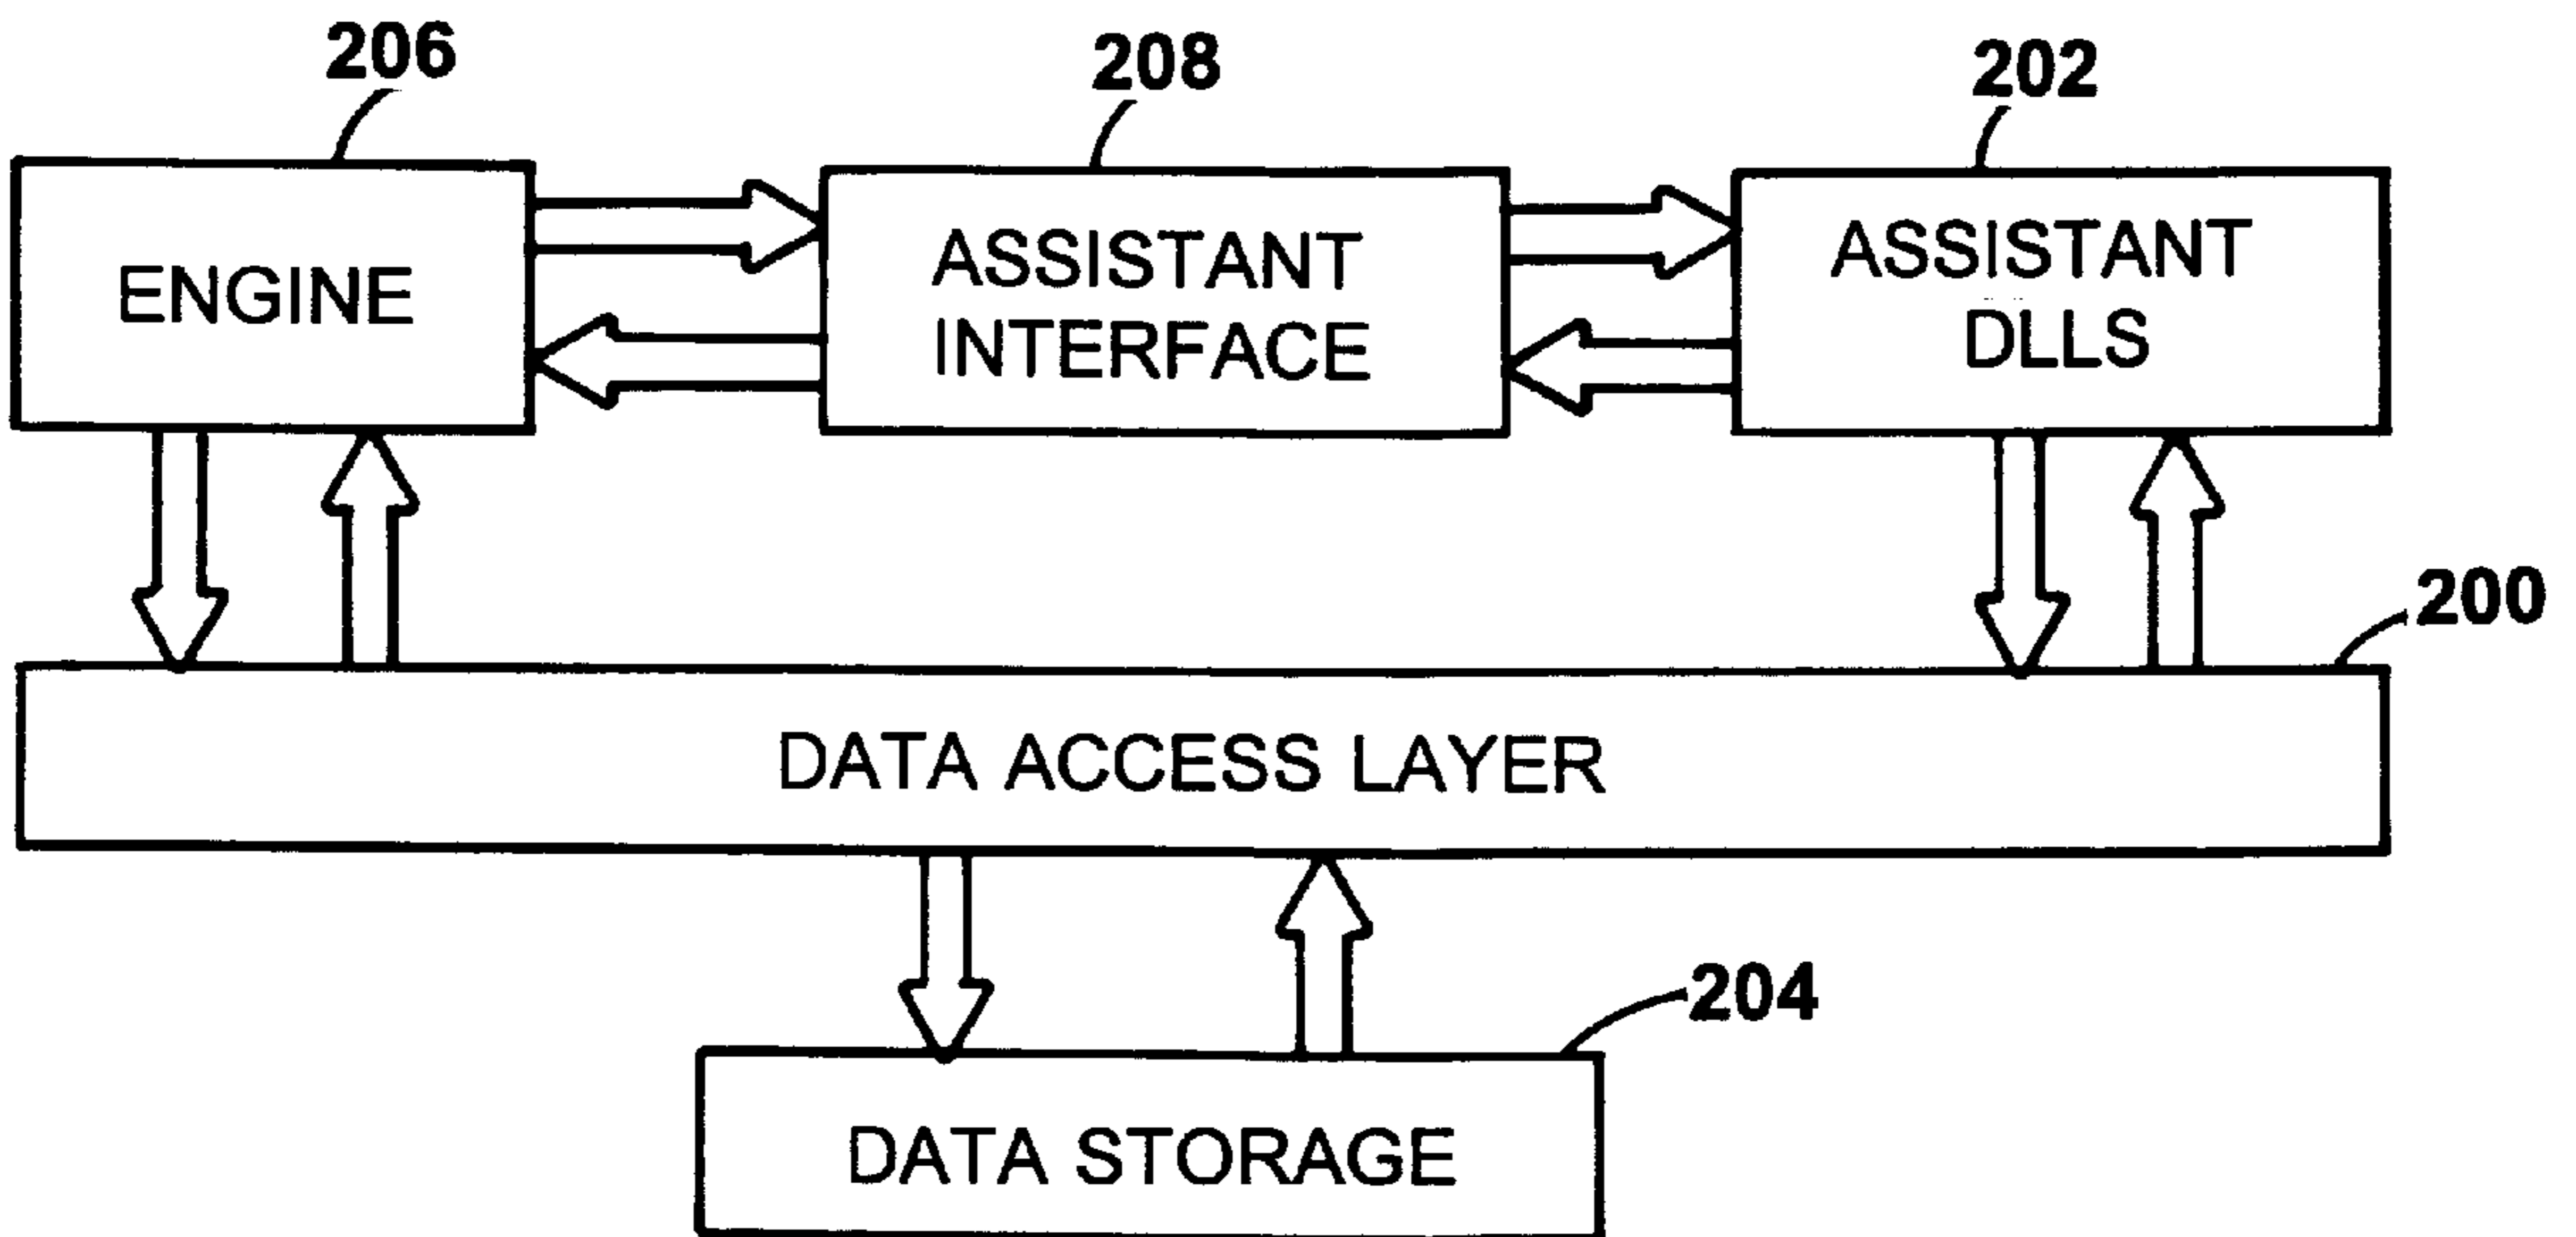 206
208
202
ENGINE
ASSISTANT
INTERFACE
ASSISTANT
DLLS
200
DATA ACCESS LAYER
204
DATA STORAGE